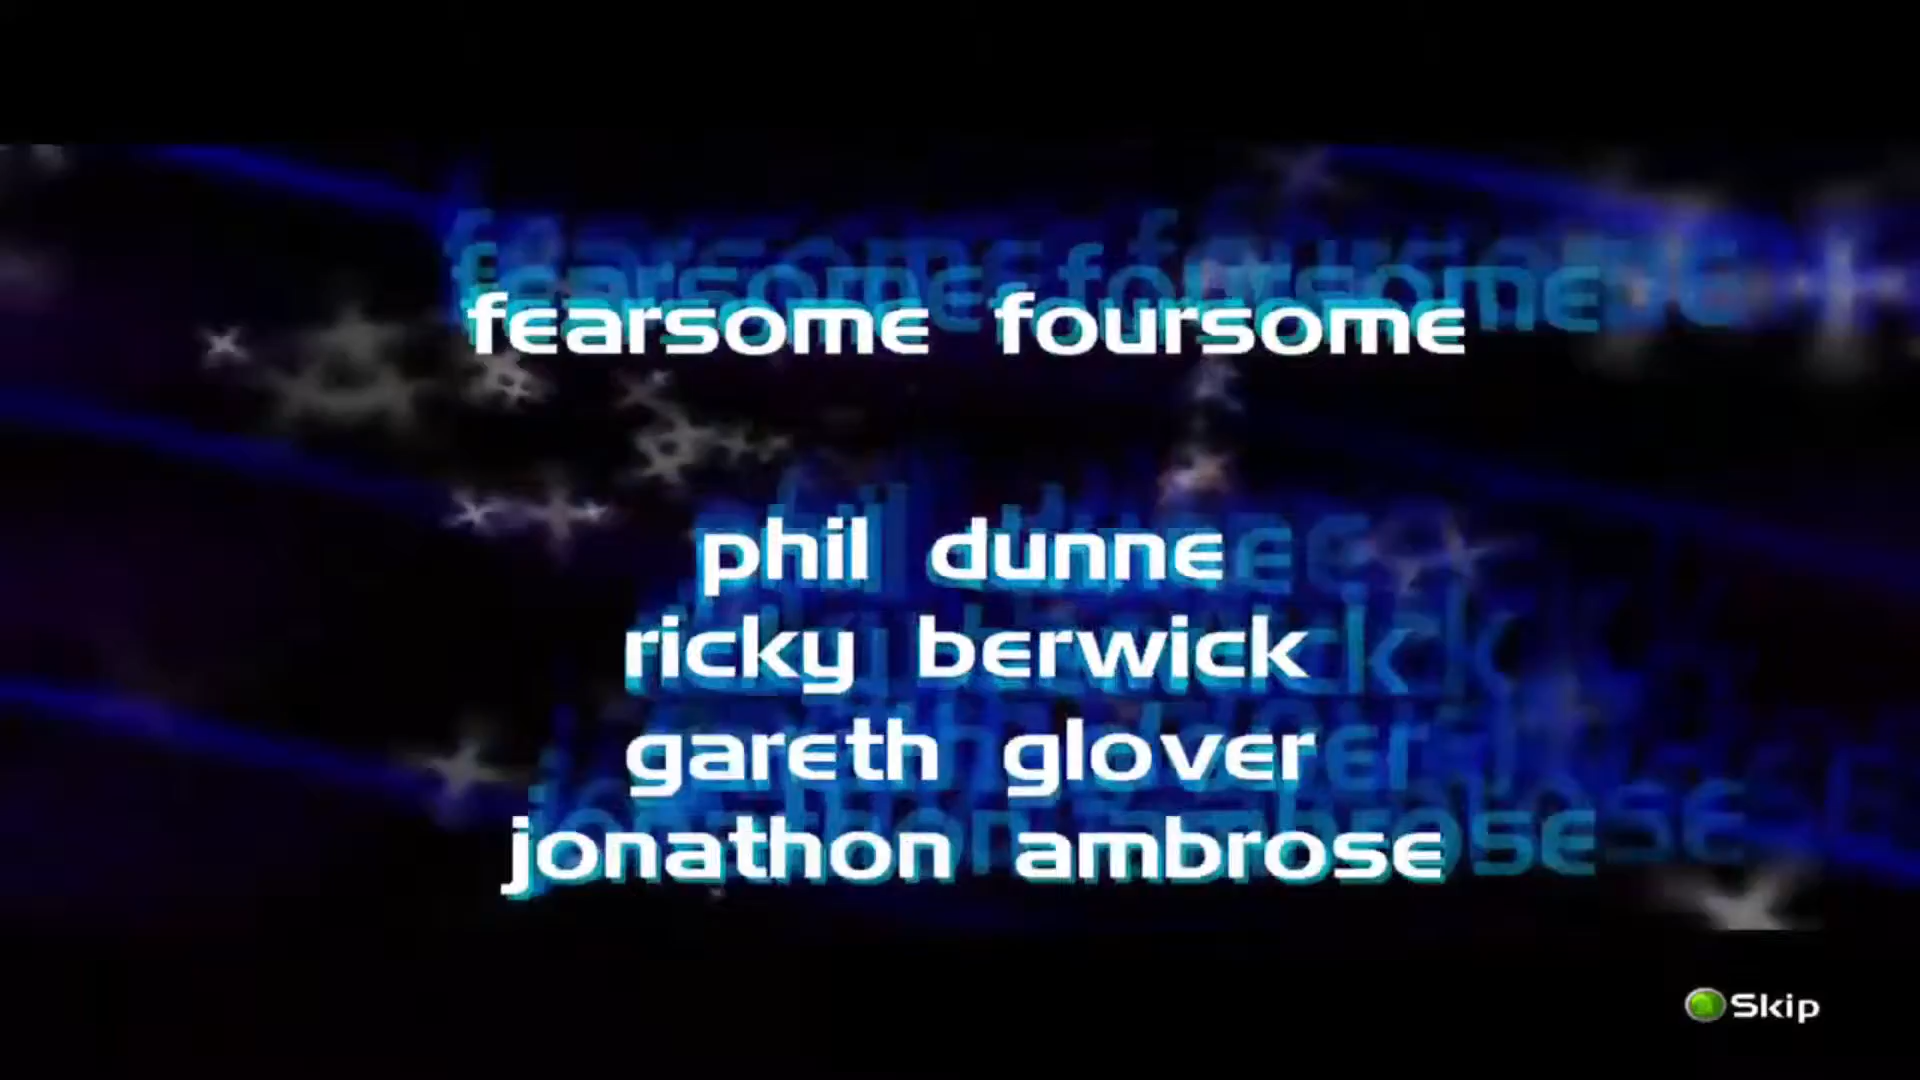 fearsome foursome
phil dunne
ricky berwick
gareth glover
jonathon ambrose
Skip